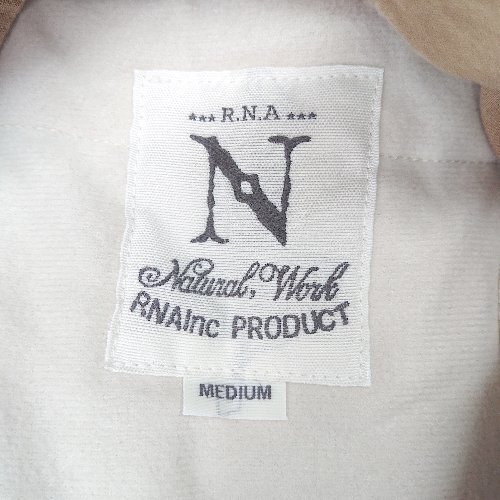 *** R.N.A ***
N
Natural, Work
RNAInc PRODUCT
MEDIUM